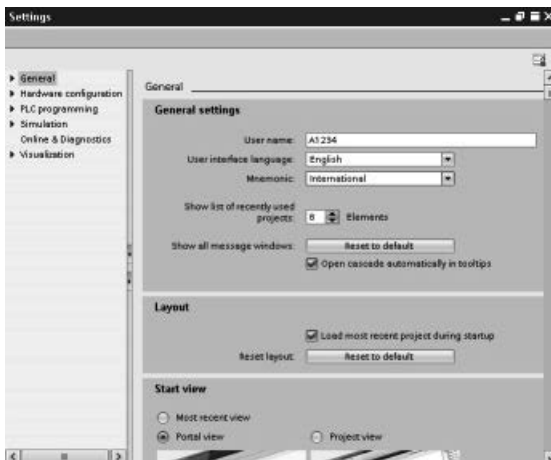 Settings
General
Hardware configuration
PLC programming
Simulation
Online & Diagnostics
Visualization
General
General settings
User name: A1234
User interface language: English
Mnemonic: International
Show list of recently used
projects: 8 Elements
Show all message windows: Reset to default
Open cascade automatically in tooltips
Layout
Load most recent project during startup
Reset layout: Reset to default
Start view
Most recent view
Portal view Project view